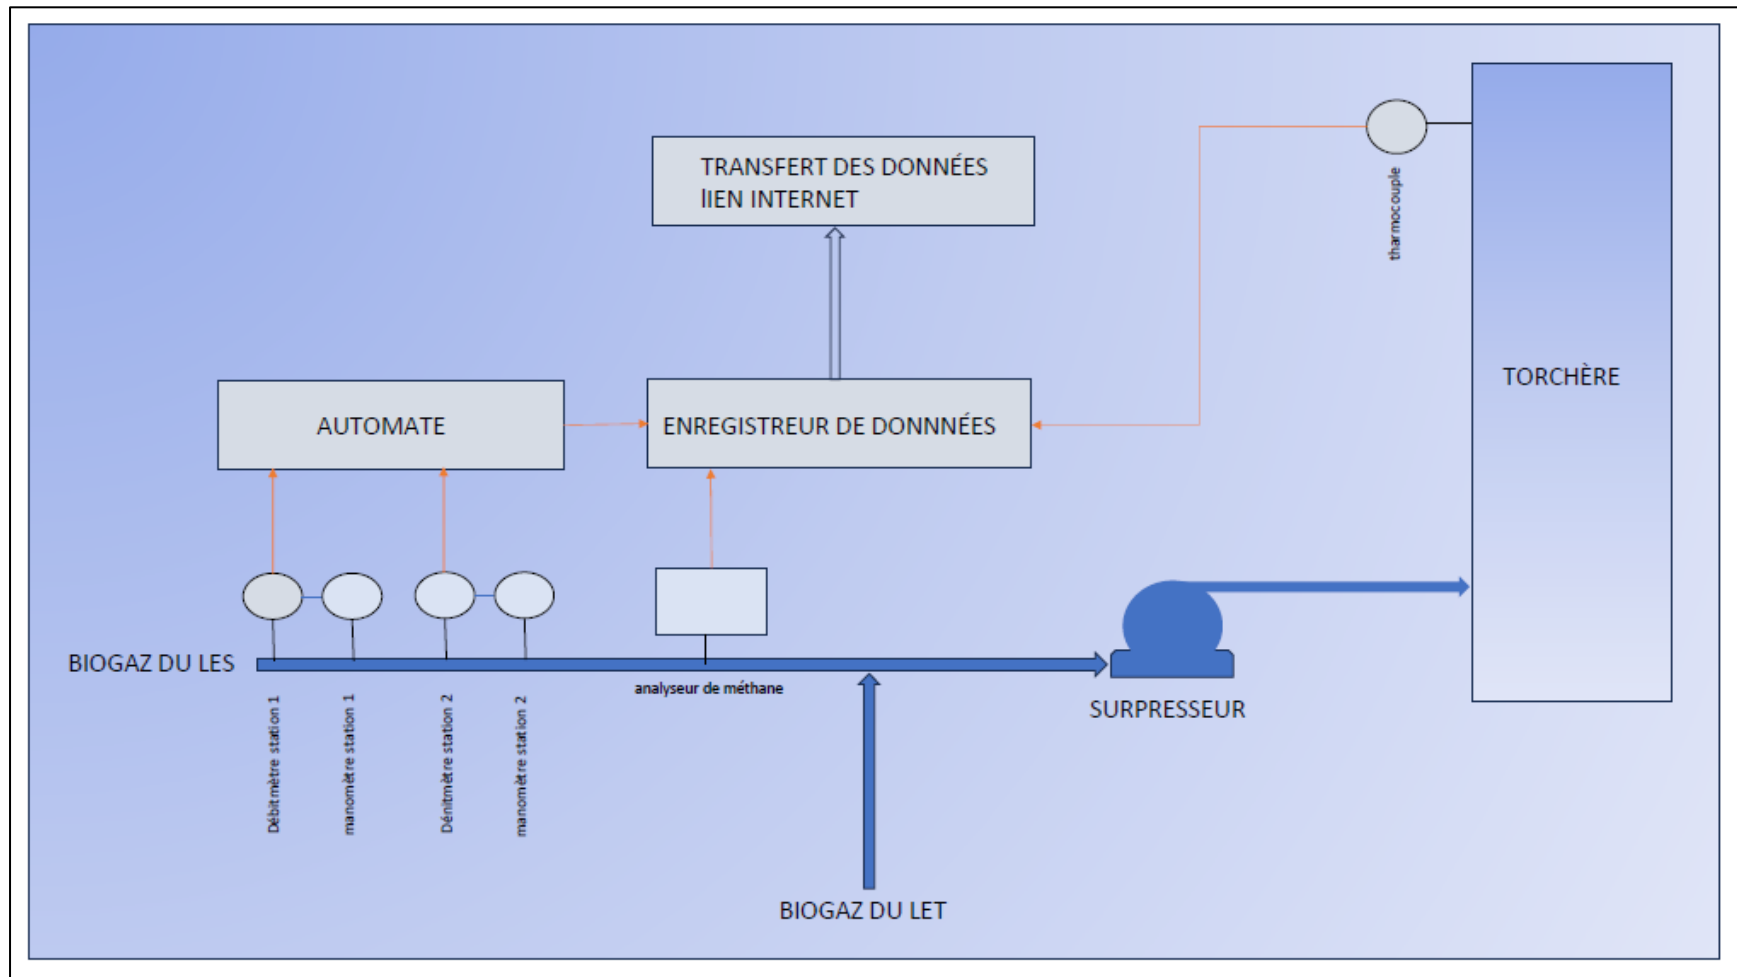 TRANSFERT DES DONNÉES
lIEN INTERNET
tharmocouple
TORCHÈRE
AUTOMATE
ENREGISTREUR DE DONNNÉES
BIOGAZ DU LES
analyseur de méthane
SURPRESSEUR
Débitmètre station 1
manomètre station 1
Dénitmètre station 2
manomètre station 2
BIOGAZ DU LET